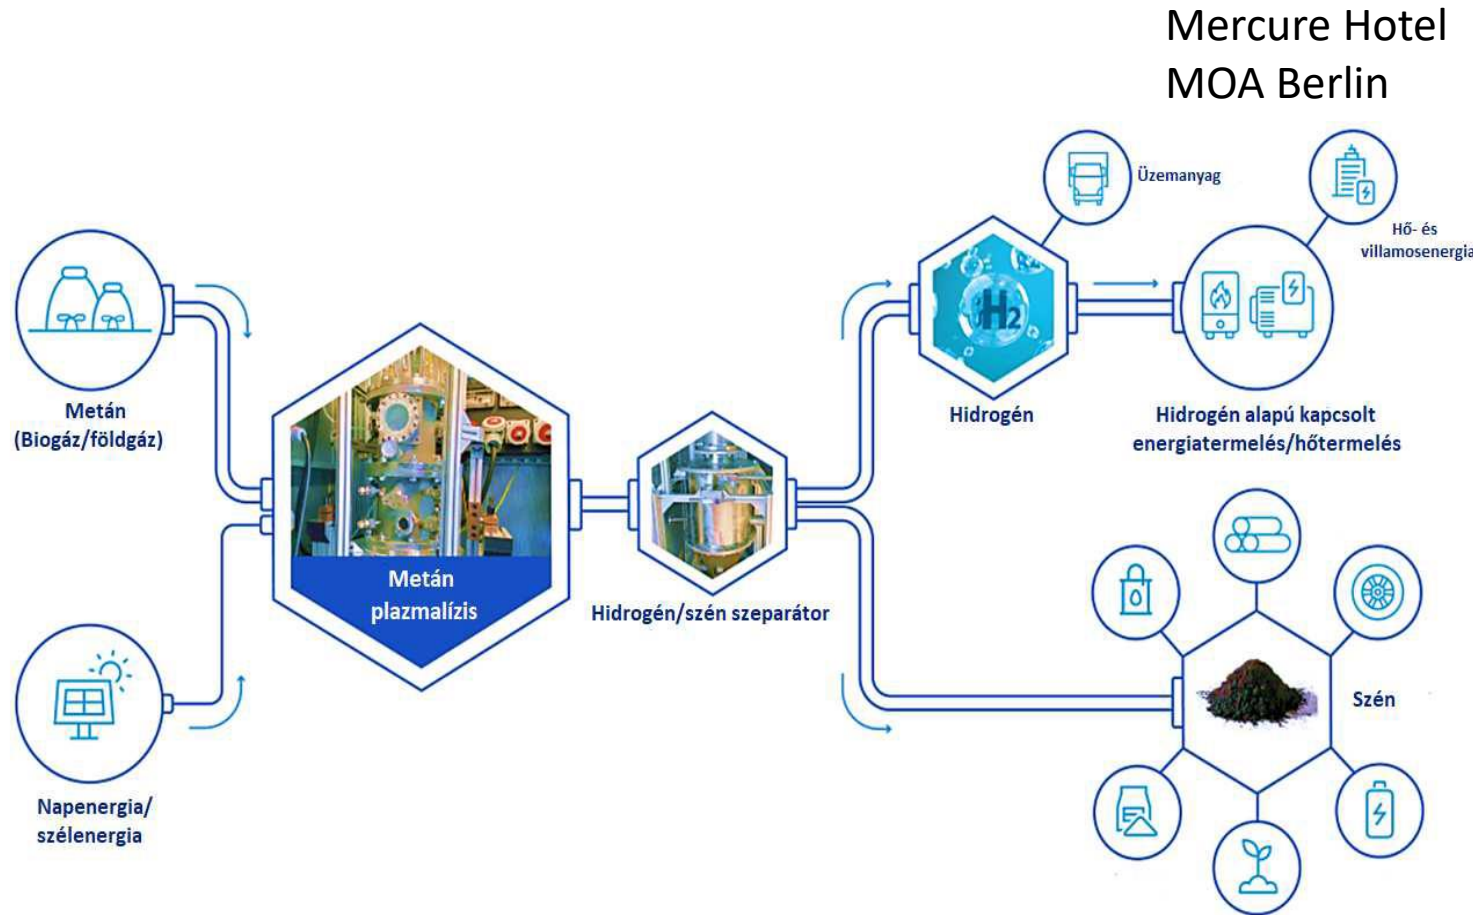 Mercure Hotel
MOA Berlin
Üzemanyag
Hő- és
villamosenergia
H2
Metán
(Biogáz/földgáz)
Hidrogén
Hidrogén alapú kapcsolt
energiatermelés/hőtermelés
Metán
plazmalízis
Hidrogén/szén szeparátor
Szén
Napenergia/
szélenergia